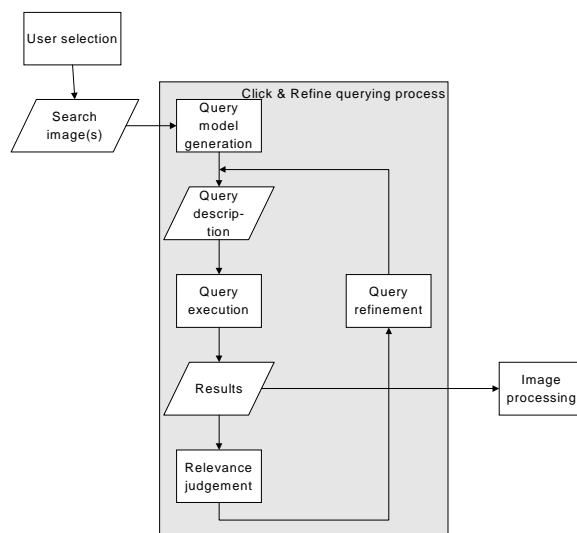 User selection
Click & Refine querying process
Search
image(s)
Query
model
generation
Query
descrip-
tion
Query
execution
Query
refinement
Results
Image
processing
Relevance
judgement